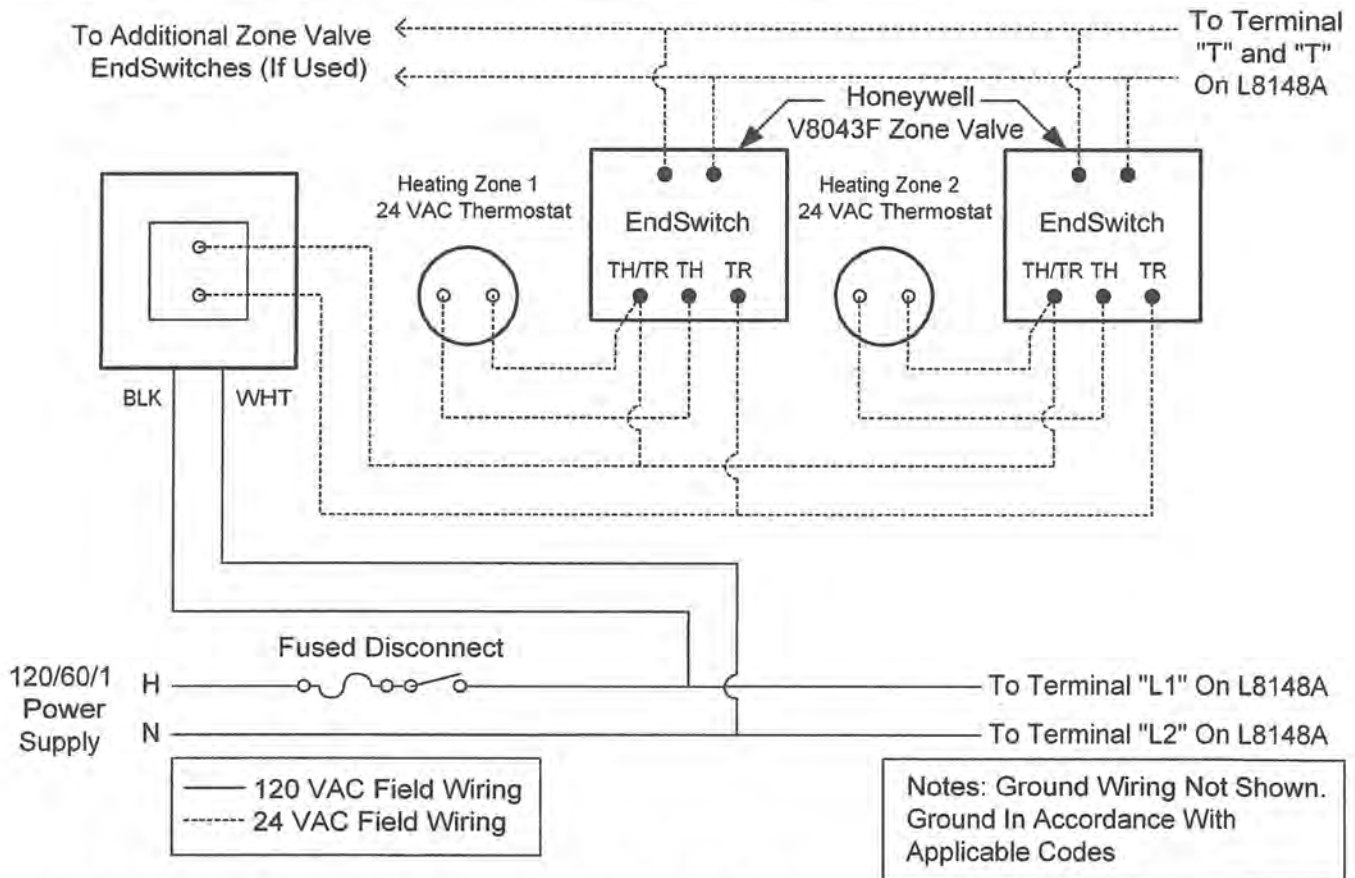 To Additional Zone Valve
EndSwitches (If Used)
To Terminal
"T" and "T"
On L8148A
Honeywell
V8043F Zone Valve
Heating Zone 1
24 VAC Thermostat
EndSwitch
TH/TR TH TR
Heating Zone 2
24 VAC Thermostat
EndSwitch
TH/TR TH TR
BLK WHT
Fused Disconnect
120/60/1
Power
Supply
H
N
To Terminal "L1" On L8148A
To Terminal "L2" On L8148A
120 VAC Field Wiring
24 VAC Field Wiring
Notes: Ground Wiring Not Shown.
Ground In Accordance With
Applicable Codes